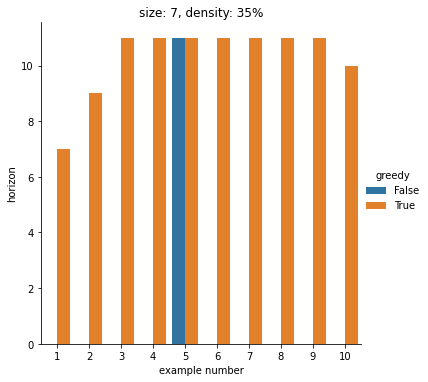 size: 7, density: 35%
10
8
6
4
2
0
horizon
1 2 3 4 5 6 7 8 9 10
example number
greedy
False
True